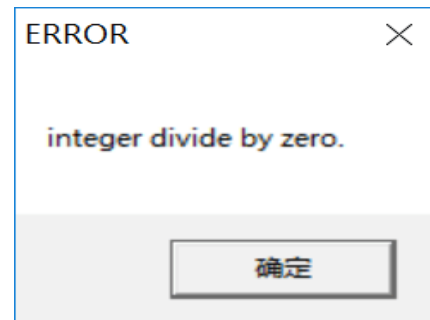 ERROR
integer divide by zero.
确定